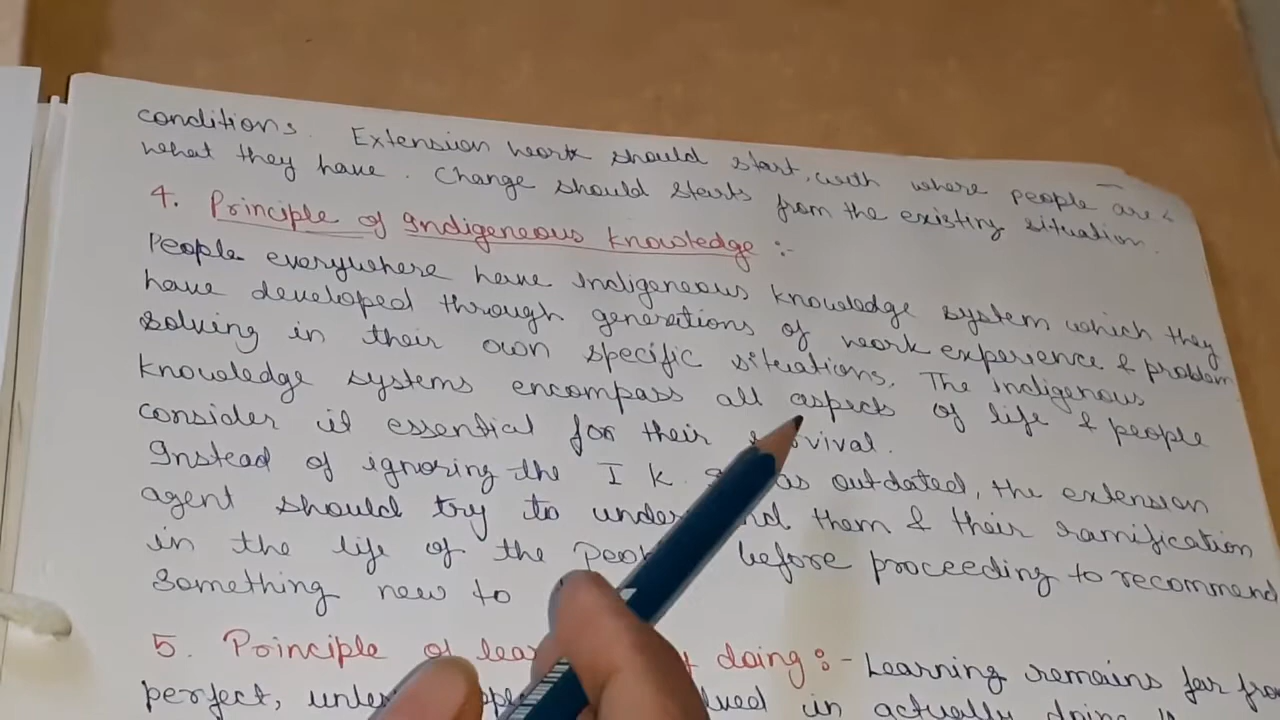 conditions. Extension work should start, with where people are &
what they have. Change should starts from the existing situation.
4. Principle of Indigeneous knowledge :-
People everywhere have indigeneous knowledge system which they
have developed through generations of work experience & problem
solving in their own specific situations. The indigenous
knowledge systems encompass all aspects of life & people
consider it essential for their
Instead of ignoring the I K as outdated, the extension
agent should try to them & their ramification
in the life of the before proceeding to recommend
something new to
5. Principle of doing :- Learning remains far from
perfect, in actually doing